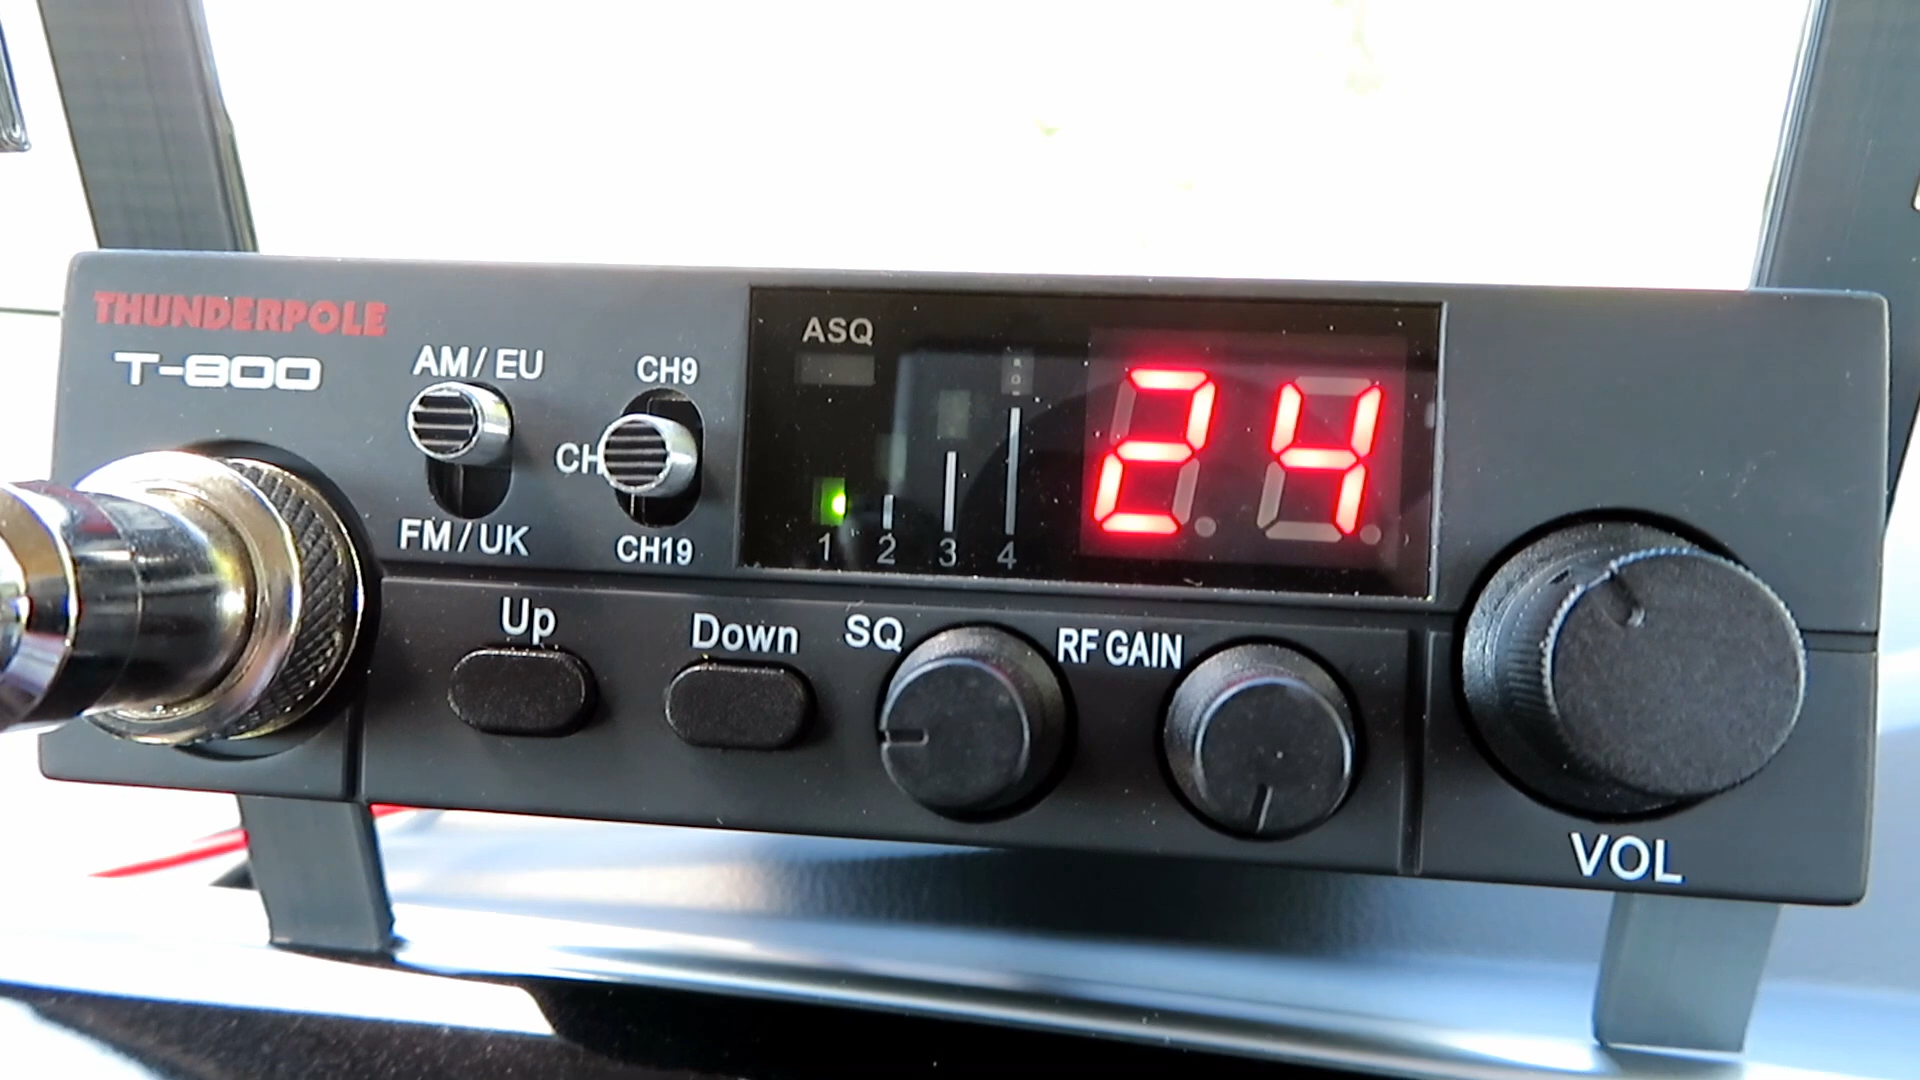 THUNDERPOLE
T-800
AM / EU
FM / UK
CH9
CH
CH19
ASQ
1 2 3 4
24
Up
Down
SQ
RF GAIN
VOL